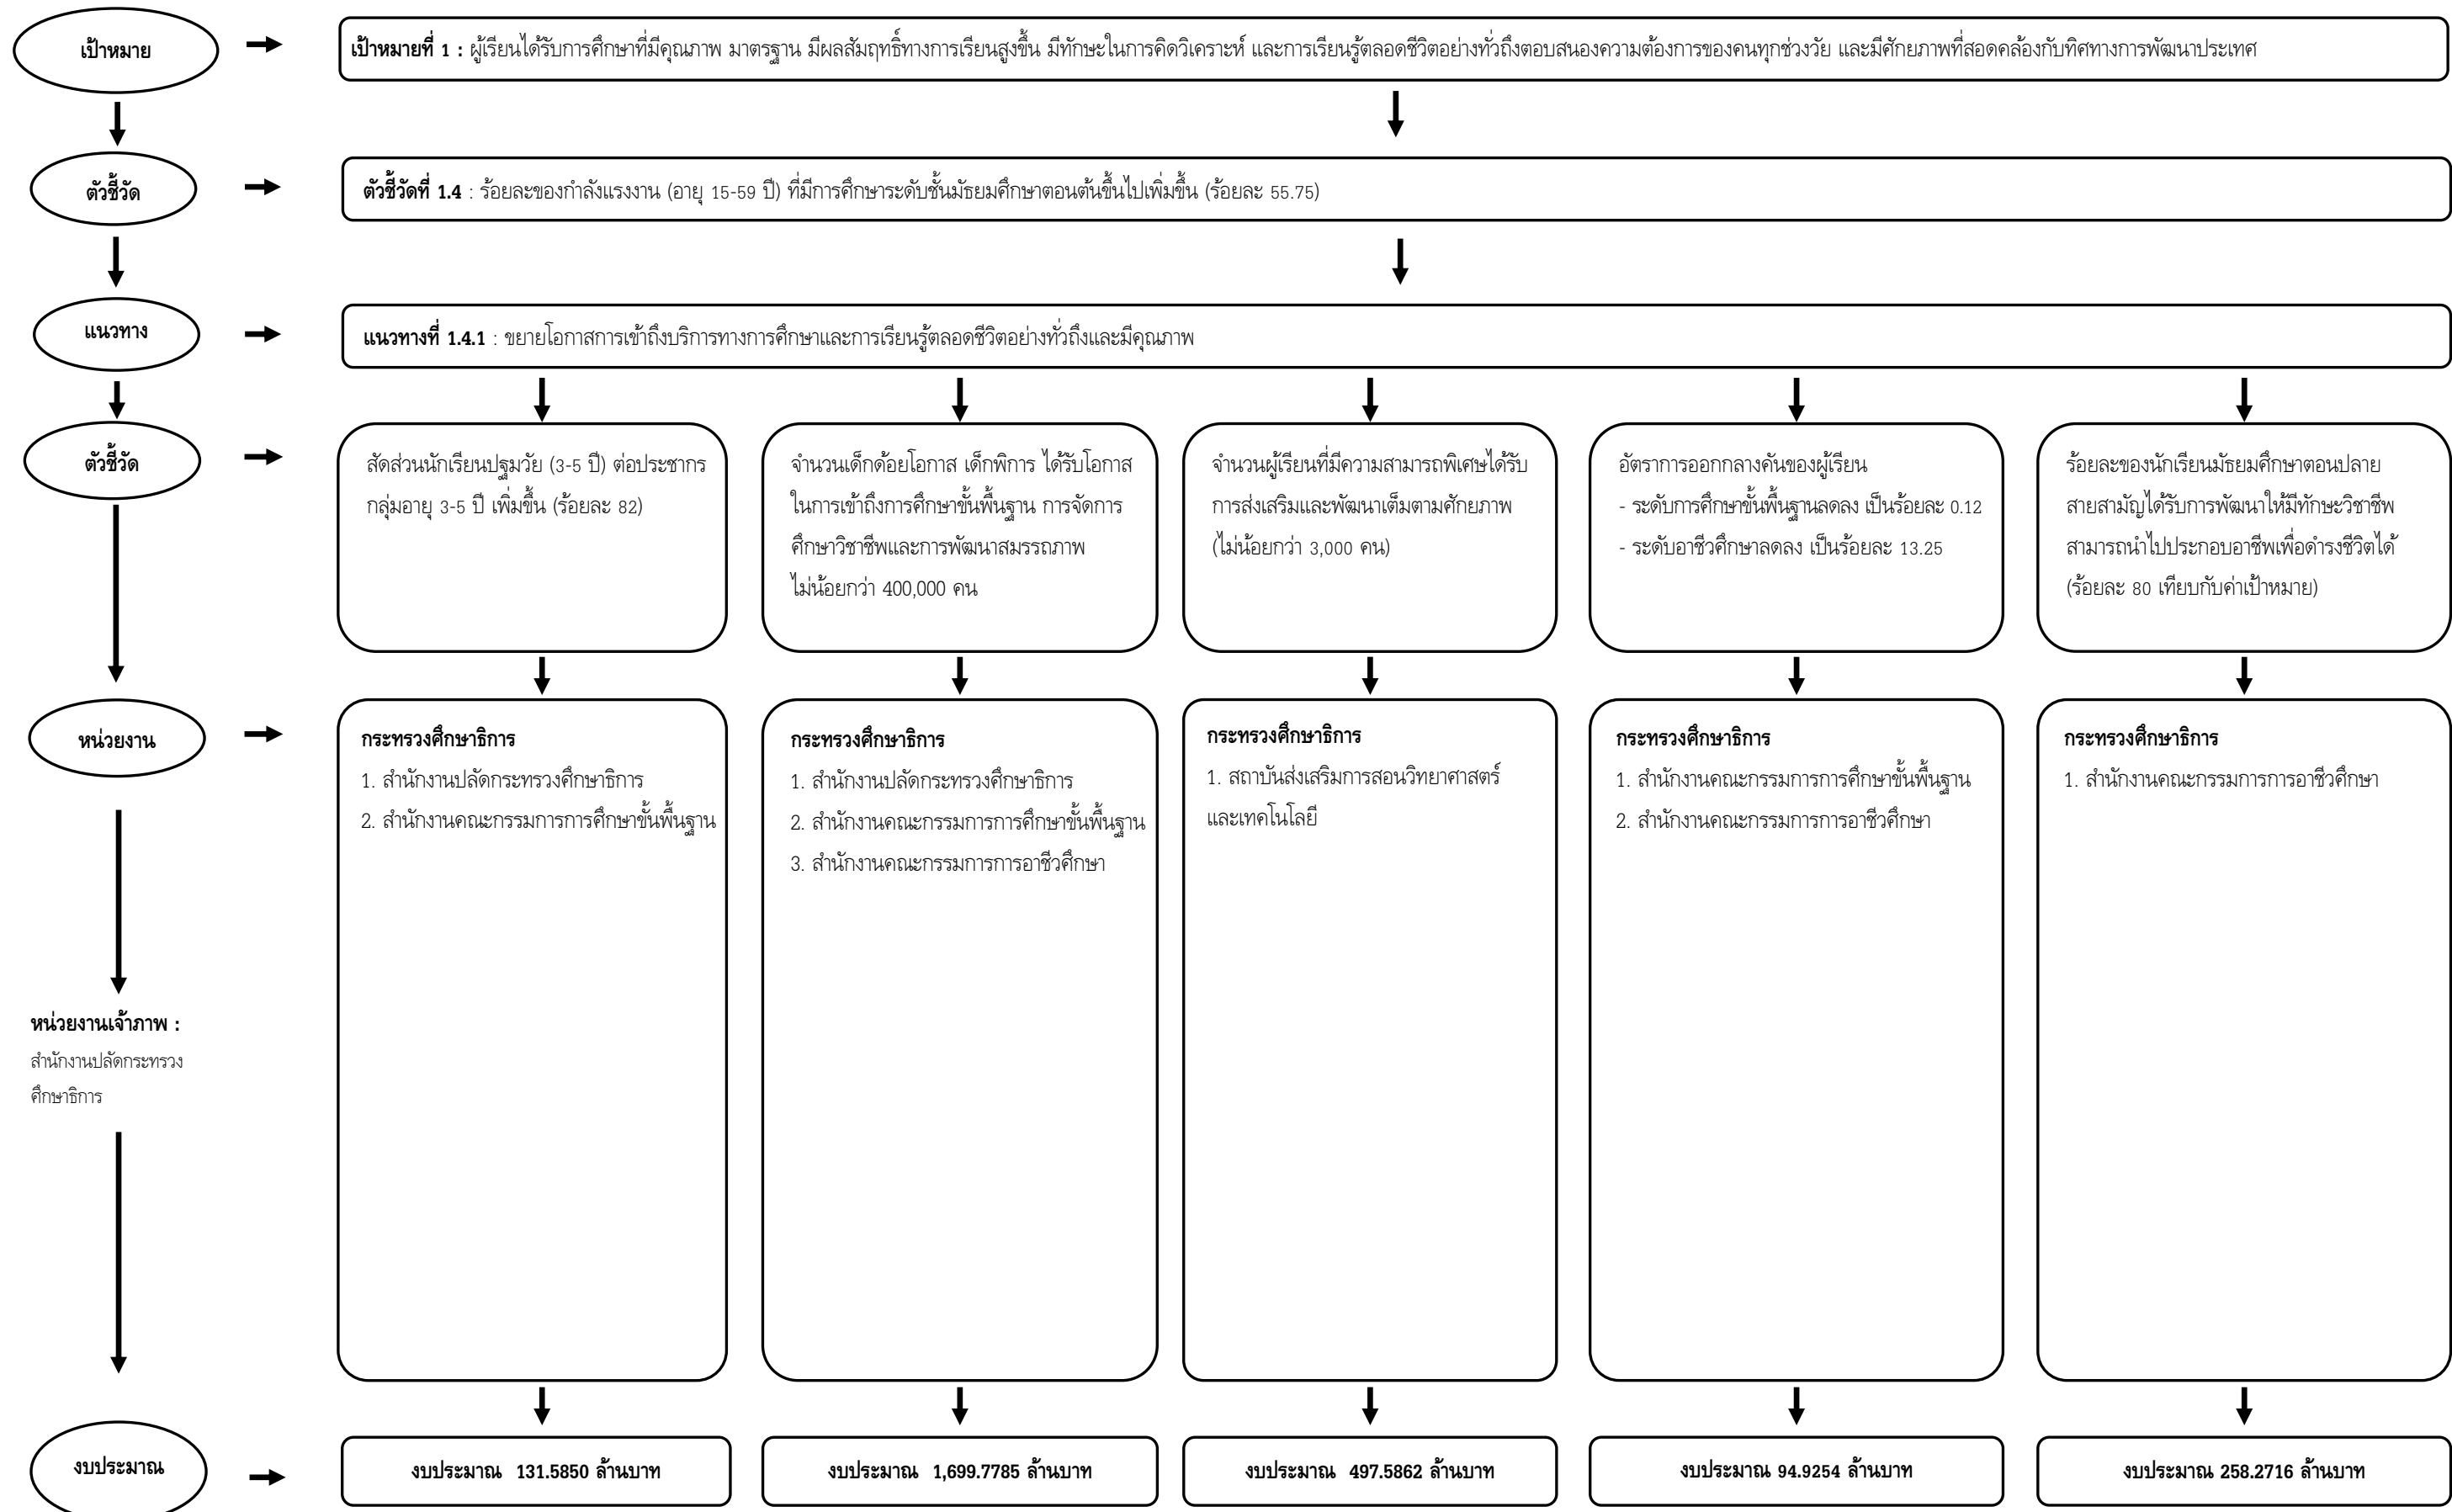 เป้าหมาย
เป้าหมายที่ 1 : ผู้เรียนได้รับการศึกษาที่มีคุณภาพ มาตรฐาน มีผลสัมฤทธิ์ทางการเรียนสูงขึ้น มีทักษะในการคิดวิเคราะห์ และการเรียนรู้ตลอดชีวิตอย่างทั่วถึงตอบสนองความต้องการของคนทุกช่วงวัย และมีศักยภาพที่สอดคล้องกับทิศทางการพัฒนาประเทศ
ตัวชี้วัด
ตัวชี้วัดที่ 1.4 : ร้อยละของกำลังแรงงาน (อายุ 15-59 ปี) ที่มีการศึกษาระดับชั้นมัธยมศึกษาตอนต้นขึ้นไปเพิ่มขึ้น (ร้อยละ 55.75)
แนวทาง
แนวทางที่ 1.4.1 : ขยายโอกาสการเข้าถึงบริการทางการศึกษาและการเรียนรู้ตลอดชีวิตอย่างทั่วถึงและมีคุณภาพ
ตัวชี้วัด
สัดส่วนนักเรียนปฐมวัย (3-5 ปี) ต่อประชากร
กลุ่มอายุ 3-5 ปี เพิ่มขึ้น (ร้อยละ 82)
จำนวนเด็กด้อยโอกาส เด็กพิการ ได้รับโอกาส
ในการเข้าถึงการศึกษาขั้นพื้นฐาน การจัดการ
ศึกษาวิชาชีพและการพัฒนาสมรรถภาพ
ไม่น้อยกว่า 400,000 คน
จำนวนผู้เรียนที่มีความสามารถพิเศษได้รับ
การส่งเสริมและพัฒนาเต็มตามศักยภาพ
(ไม่น้อยกว่า 3,000 คน)
อัตราการออกกลางคันของผู้เรียน
- ระดับการศึกษาขั้นพื้นฐานลดลง เป็นร้อยละ 0.12
- ระดับอาชีวศึกษาลดลง เป็นร้อยละ 13.25
ร้อยละของนักเรียนมัธยมศึกษาตอนปลาย
สายสามัญได้รับการพัฒนาให้มีทักษะวิชาชีพ
สามารถนำไปประกอบอาชีพเพื่อดำรงชีวิตได้
(ร้อยละ 80 เทียบกับค่าเป้าหมาย)
หน่วยงาน
กระทรวงศึกษาธิการ
1. สำนักงานปลัดกระทรวงศึกษาธิการ
2. สำนักงานคณะกรรมการการศึกษาขั้นพื้นฐาน
กระทรวงศึกษาธิการ
1. สำนักงานปลัดกระทรวงศึกษาธิการ
2. สำนักงานคณะกรรมการการศึกษาขั้นพื้นฐาน
3. สำนักงานคณะกรรมการการอาชีวศึกษา
กระทรวงศึกษาธิการ
1. สถาบันส่งเสริมการสอนวิทยาศาสตร์
และเทคโนโลยี
กระทรวงศึกษาธิการ
1. สำนักงานคณะกรรมการการศึกษาขั้นพื้นฐาน
2. สำนักงานคณะกรรมการการอาชีวศึกษา
กระทรวงศึกษาธิการ
1. สำนักงานคณะกรรมการการอาชีวศึกษา
หน่วยงานเจ้าภาพ :
สำนักงานปลัดกระทรวง
ศึกษาธิการ
งบประมาณ
งบประมาณ 131.5850 ล้านบาท
งบประมาณ 1,699.7785 ล้านบาท
งบประมาณ 497.5862 ล้านบาท
งบประมาณ 94.9254 ล้านบาท
งบประมาณ 258.2716 ล้านบาท